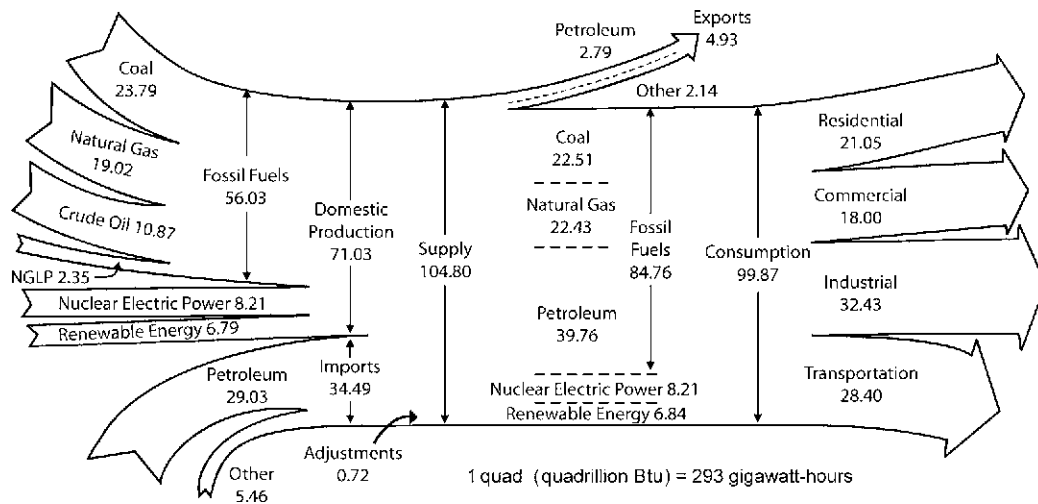 Coal
23.79
Natural Gas
19.02
Crude Oil 10.87
NGLP 2.35
Nuclear Electric Power 8.21
Renewable Energy 6.79
Petroleum
29.03
Other
5.46
Fossil Fuels
56.03
Domestic
Production
71.03
Imports
34.49
Adjustments
0.72
Supply
104.80
Petroleum
2.79
Exports
4.93
Other 2.14
Coal
22.51
Natural Gas
22.43
Petroleum
39.76
Nuclear Electric Power 8.21
Renewable Energy 6.84
Fossil
Fuels
84.76
Consumption
99.87
Residential
21.05
Commercial
18.00
Industrial
32.43
Transportation
28.40
1 quad (quadrillion Btu) = 293 gigawatt-hours